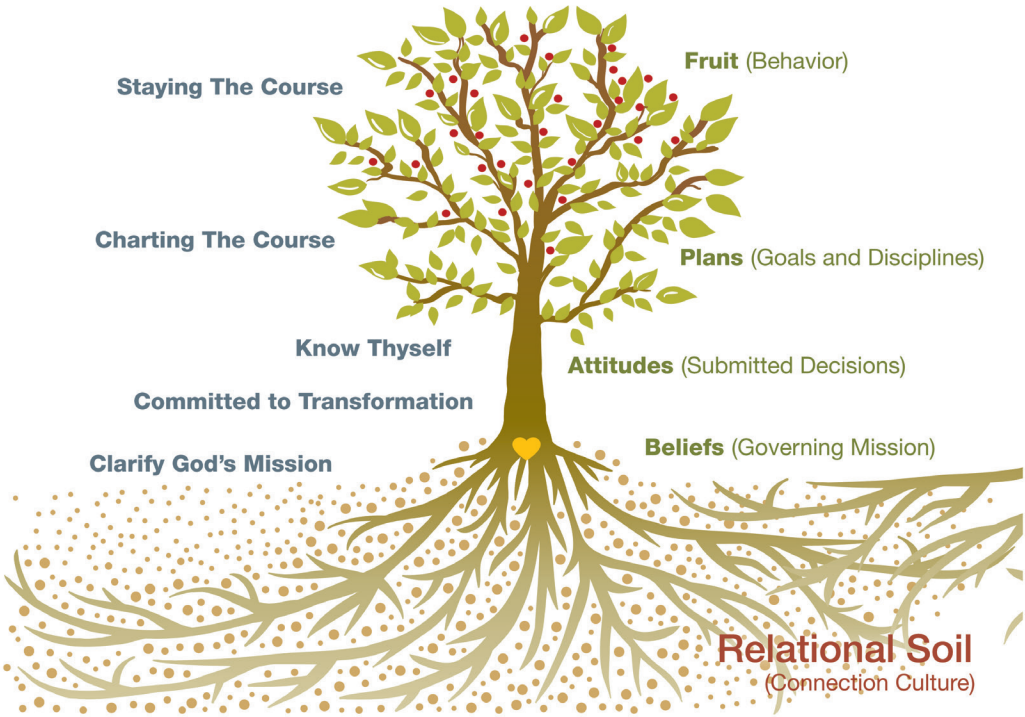 Fruit (Behavior)
Staying The Course
Charting The Course
Plans (Goals and Disciplines)
Know Thyself
Attitudes (Submitted Decisions)
Committed to Transformation
Beliefs (Governing Mission)
Clarify God's Mission
Relational Soil
(Connection Culture)